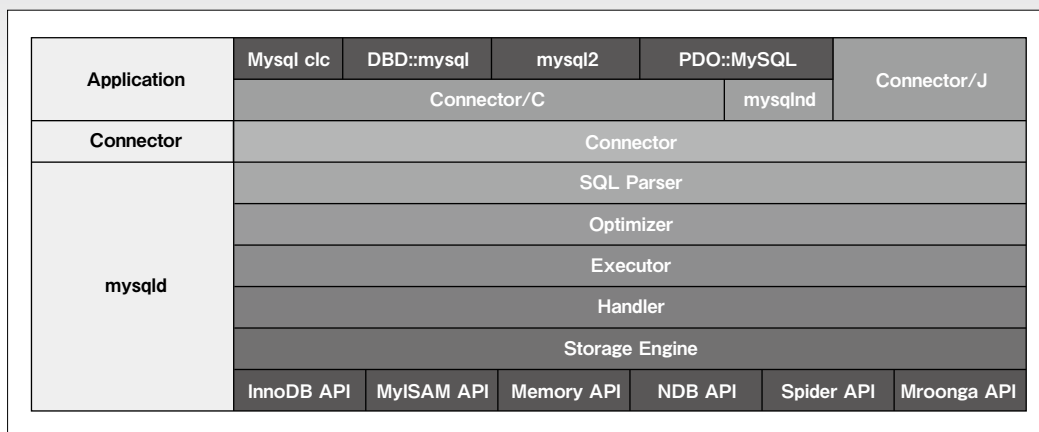 Application
Mysql clc
DBD::mysql
mysql2
PDO::MySQL
Connector/J
Connector/C
mysqlnd
Connector
Connector
mysqld
SQL Parser
Optimizer
Executor
Handler
Storage Engine
InnoDB API
MyISAM API
Memory API
NDB API
Spider API
Mroonga API